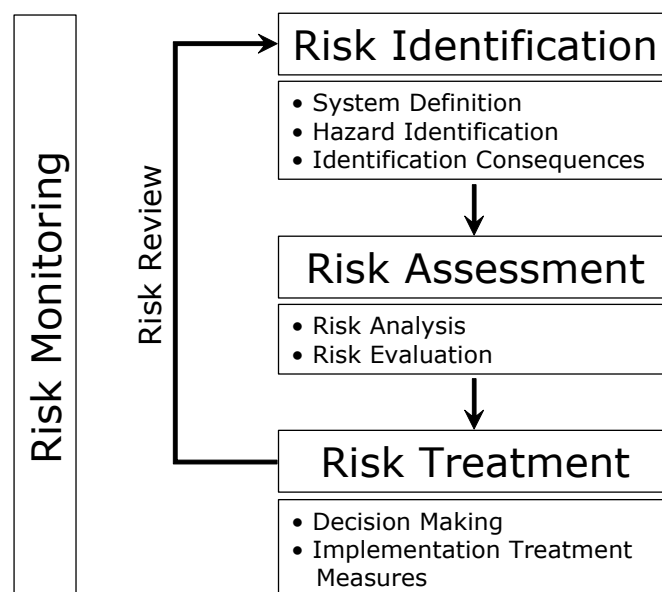 Risk Monitoring
Risk Review
Risk Identification
• System Definition
• Hazard Identification
• Identification Consequences
Risk Assessment
• Risk Analysis
• Risk Evaluation
Risk Treatment
• Decision Making
• Implementation Treatment
Measures